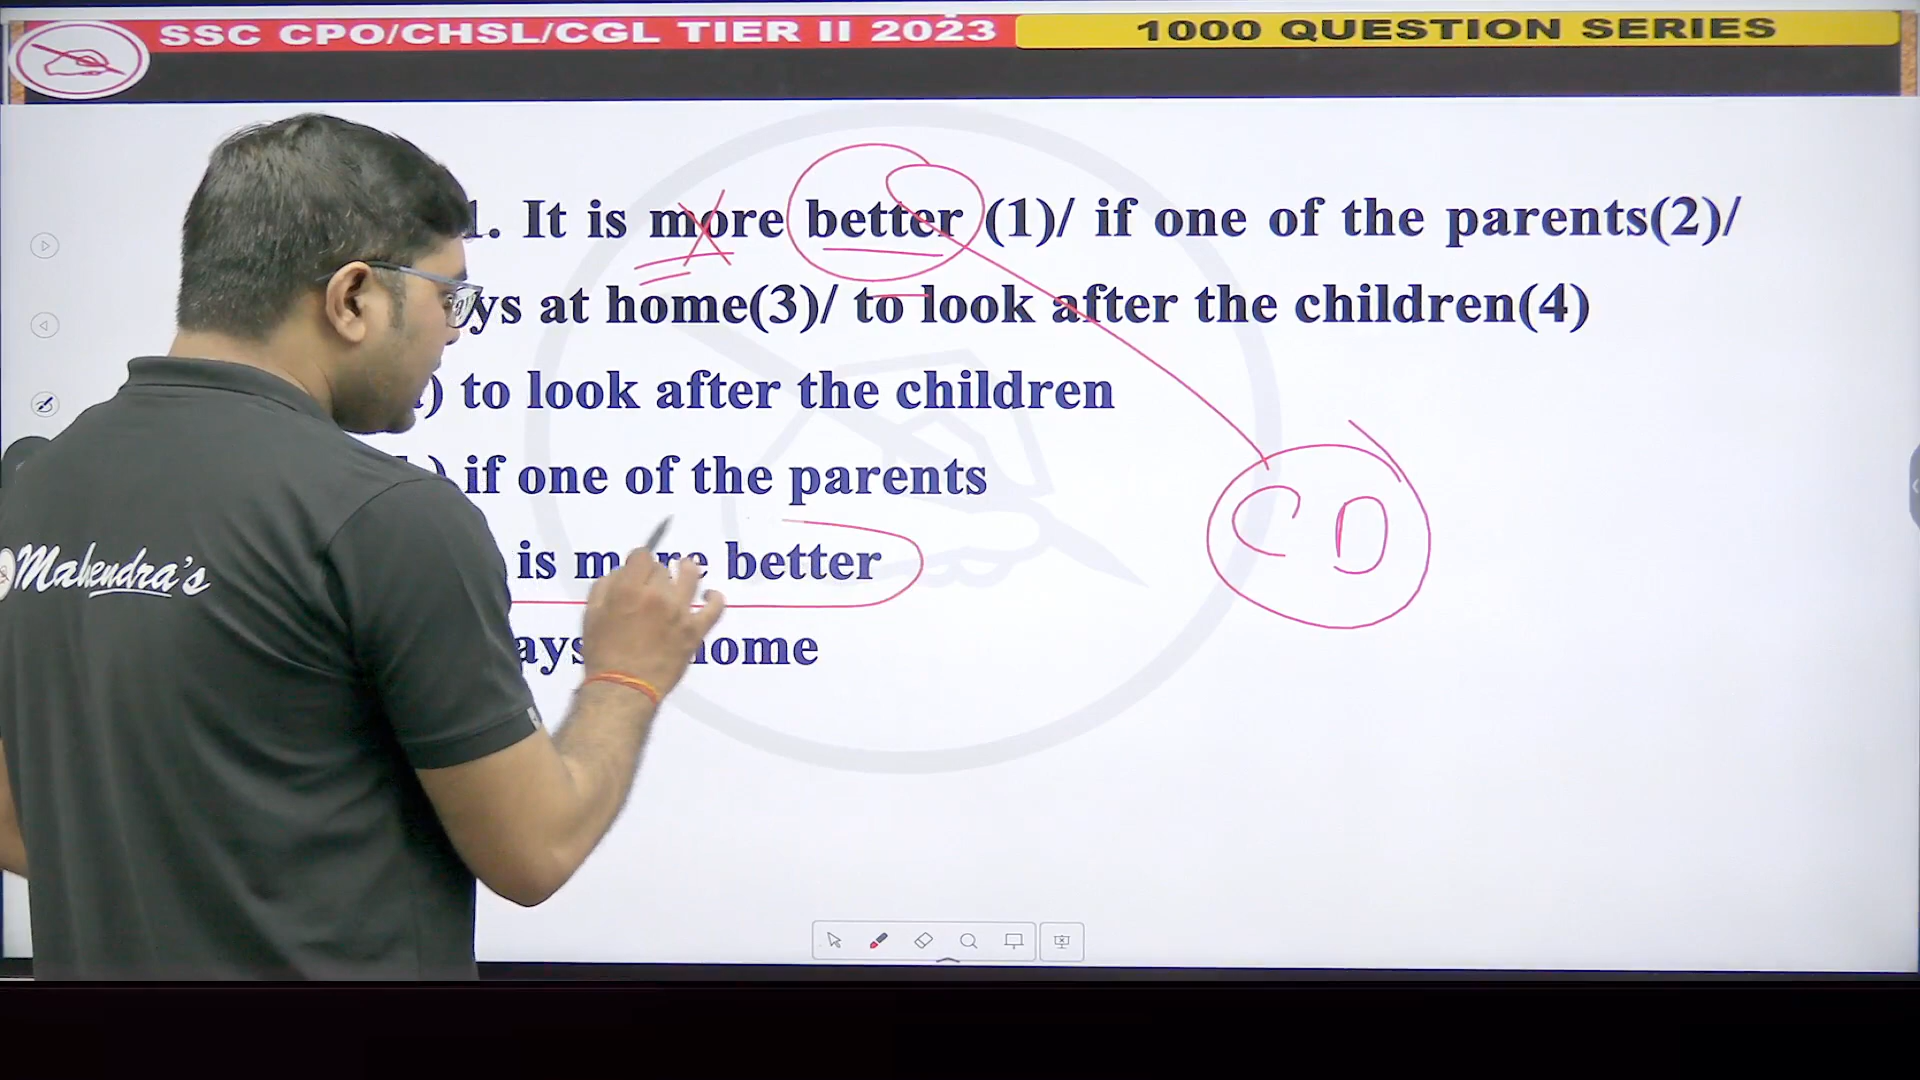 SSC CPO/CHSL/CGL TIER II 2023
1000 QUESTION SERIES
1. It is more better (1)/ if one of the parents(2)/
ys at home(3)/ to look after the children(4)
) to look after the children
) if one of the parents
is more better
ays home
CD
Mahendra's